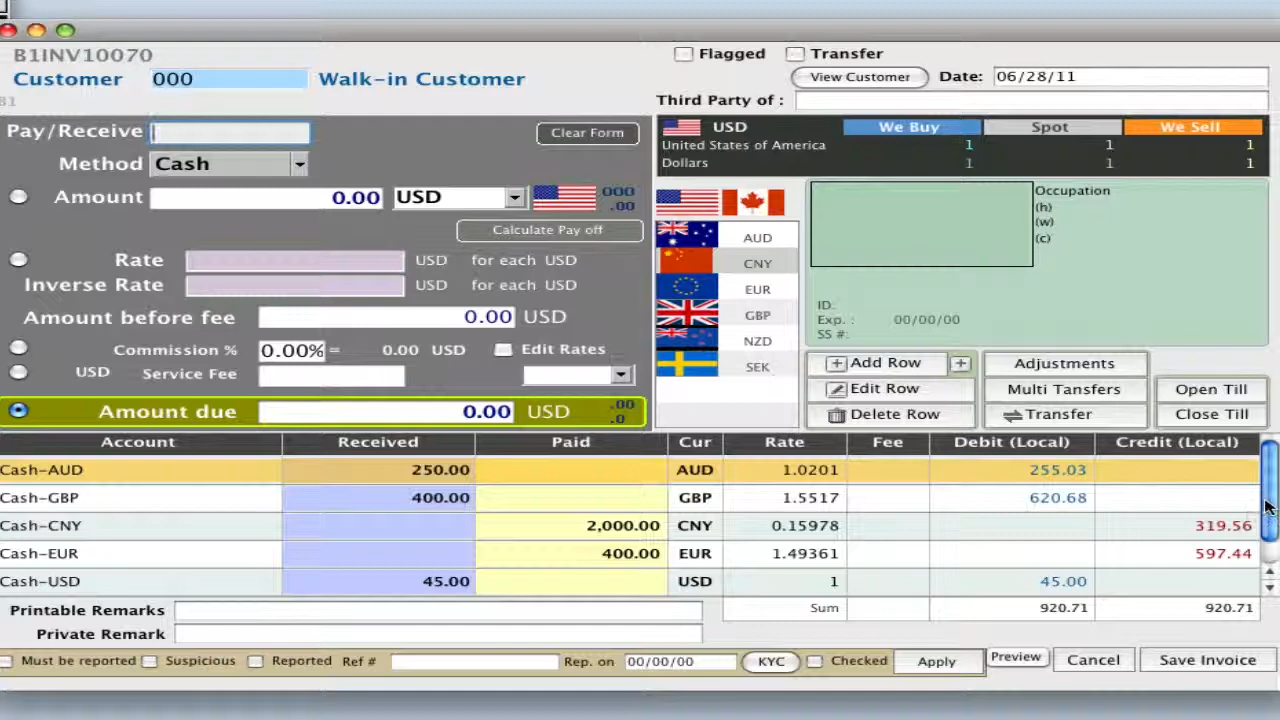 B1INV10070
Flagged Transfer
Customer 000 Walk-in Customer
View Customer Date: 06/28/11
B1
Third Party of :
Pay/Receive Clear Form
USD We Buy Spot We Sell
Method Cash
United States of America 1 1 1
Dollars 1 1 1
Amount 0.00 USD 000
.00
Calculate Pay off
Rate USD for each USD
Inverse Rate USD for each USD
Amount before fee 0.00 USD
Commission % 0.00% = 0.00 USD Edit Rates
USD Service Fee
Amount due 0.00 USD .00
.0
AUD
CNY
EUR
GBP
NZD
SEK
Occupation
(h)
(w)
(c)
ID:
Exp. : 00/00/00
SS #:
Add Row Adjustments
Edit Row Multi Tansfers Open Till
Delete Row Transfer Close Till
Account Received Paid Cur Rate Fee Debit (Local) Credit (Local)
Cash-AUD 250.00 AUD 1.0201 255.03
Cash-GBP 400.00 GBP 1.5517 620.68
Cash-CNY 2,000.00 CNY 0.15978 319.56
Cash-EUR 400.00 EUR 1.49361 597.44
Cash-USD 45.00 USD 1 45.00
Printable Remarks Sum 920.71 920.71
Private Remark
Must be reported Suspicious Reported Ref # Rep. on 00/00/00 KYC Checked Apply Preview Cancel Save Invoice